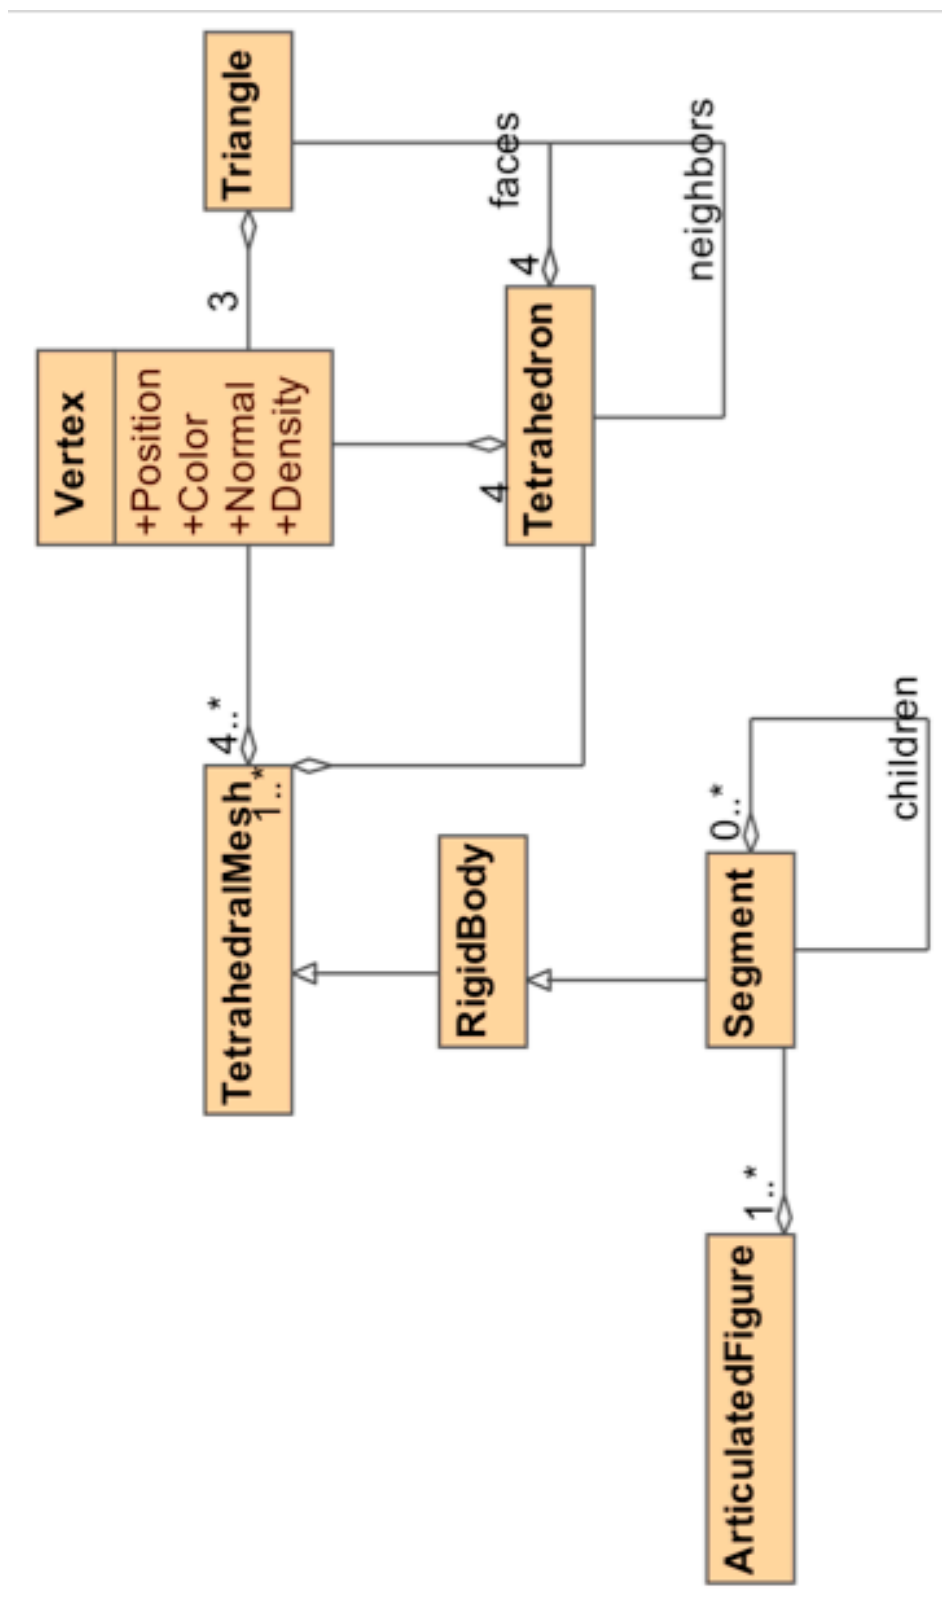 Vertex
+Position
+Color
+Normal
+Density
Triangle
3
4..*
TetrahedralMesh
1..*
4
Tetrahedron
4
faces
neighbors
RigidBody
ArticulatedFigure
1..*
Segment
0..*
children